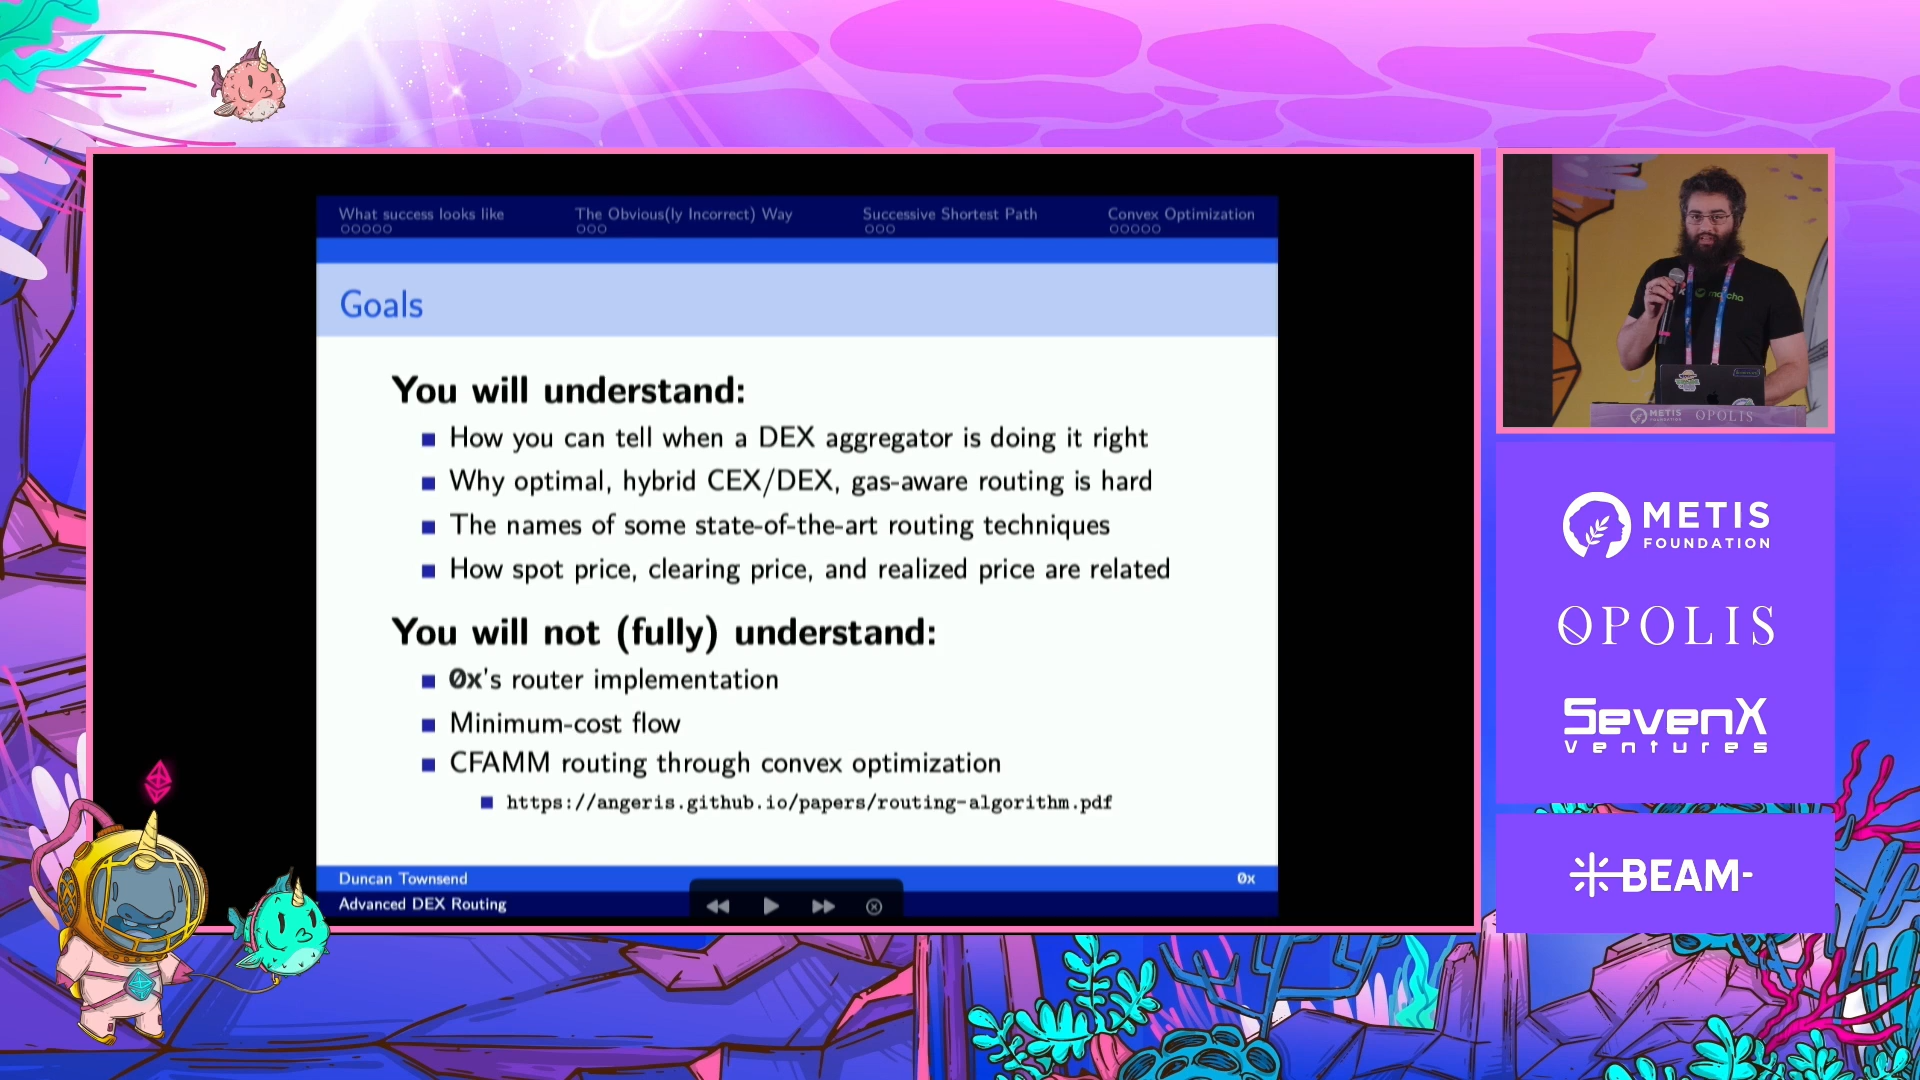 What success looks like
The Obvious(ly Incorrect) Way
Successive Shortest Path
Convex Optimization
Goals
You will understand:
How you can tell when a DEX aggregator is doing it right
Why optimal, hybrid CEX/DEX, gas-aware routing is hard
The names of some state-of-the-art routing techniques
How spot price, clearing price, and realized price are related
You will not (fully) understand:
0x's router implementation
Minimum-cost flow
CFAMM routing through convex optimization
https://angeris.github.io/papers/routing-algorithm.pdf
Duncan Townsend
0x
Advanced DEX Routing
matcha
METIS
OPOLIS
METIS
FOUNDATION
OPOLIS
SevenX
Ventures
BEAM